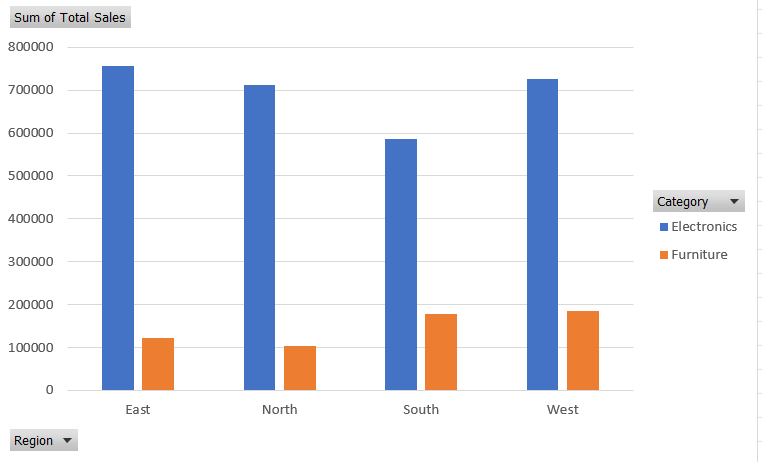 Sum of Total Sales
800000
700000
600000
500000
400000
300000
200000
100000
0
East North South West
Category
Electronics
Furniture
Region